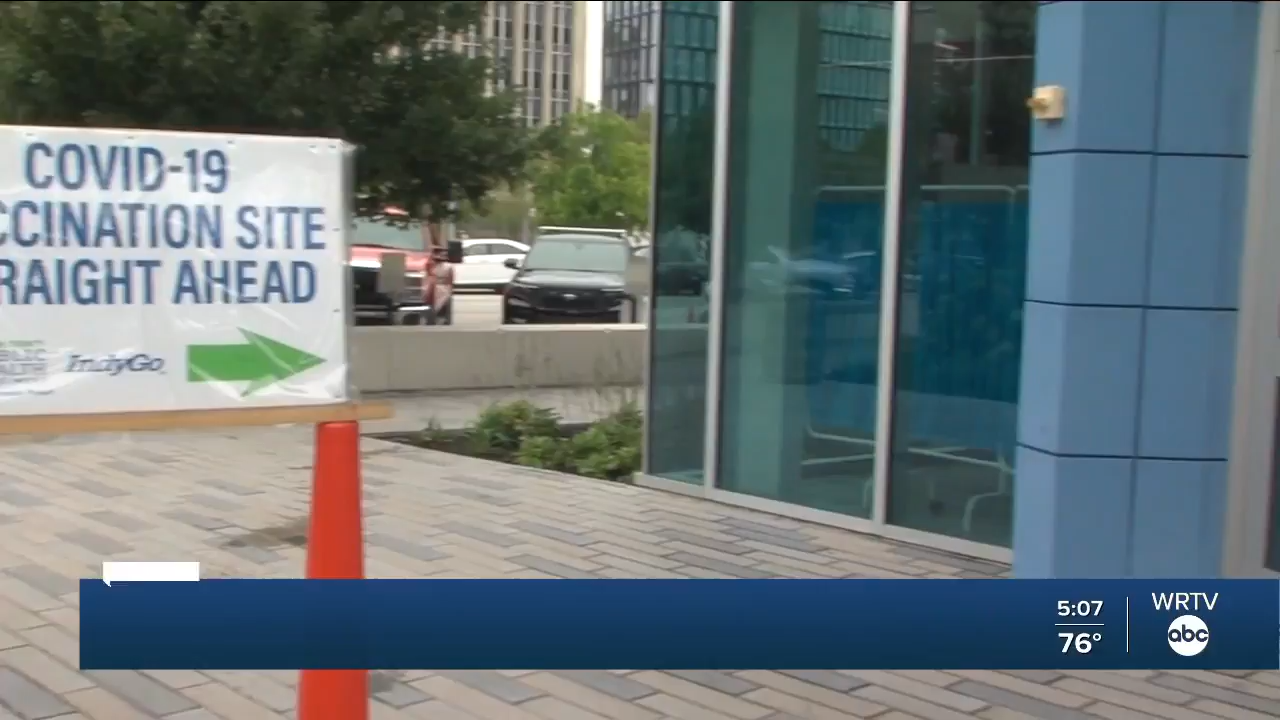 COVID-19
CCINATION SITE
RAIGHT AHEAD
IndyGo
5:07
76°
WRTV
abc